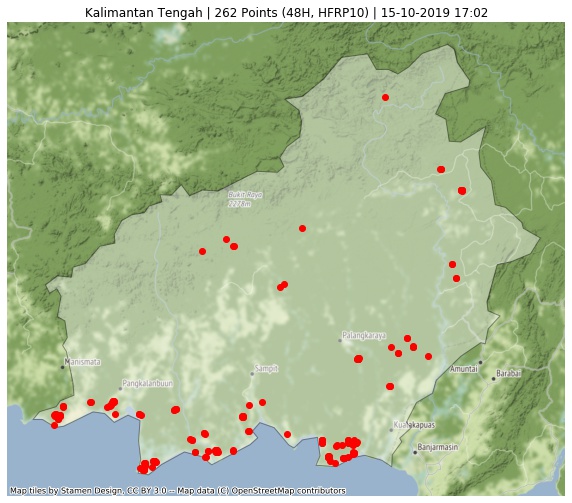 Kalimantan Tengah | 262 Points (48H, HFRP10) | 15-10-2019 17:02
Bukit Raya
2278m
Palangkaraya
Manismata
Sampit
Amuntai
Pangkalanbuun
Barabai
Kualakapuas
Banjarmasin
Map tiles by Stamen Design, CC BY 3.0 -- Map data (C) OpenStreetMap contributors